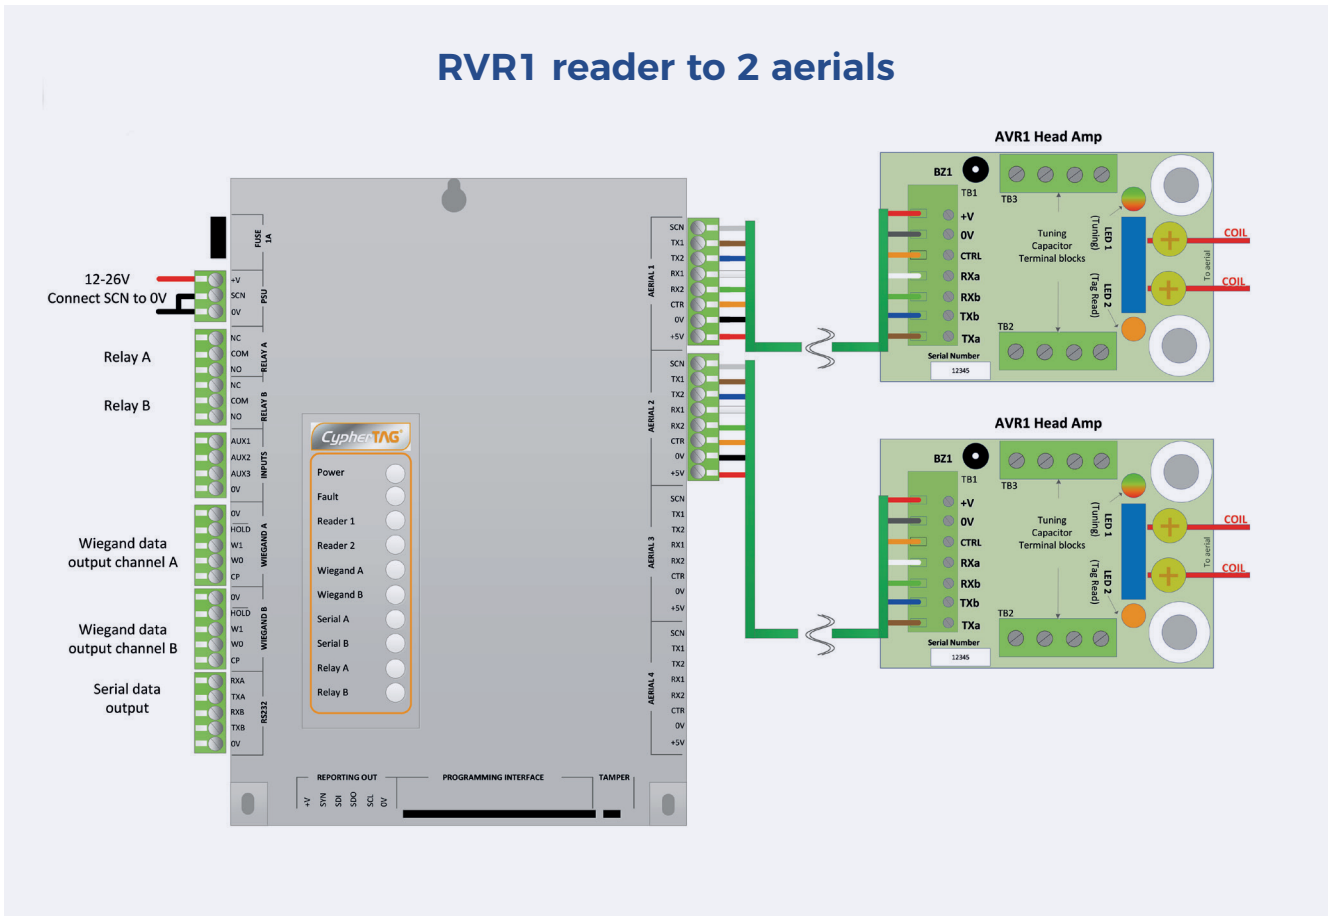 RVR1 reader to 2 aerials
12-26V
Connect SCN to 0V
Relay A
Relay B
Wiegand data
output channel A
Wiegand data
output channel B
Serial data
output
FUSE
1A
+V
SCN
0V
PSU
NC
COM
NO
RELAY A
NC
COM
NO
RELAY B
AUX1
AUX2
AUX3
0V
INPUTS
0V
HOLD
W1
W0
CP
WIEGAND A
0V
HOLD
W1
W0
CP
WIEGAND B
RXA
TXA
RXB
TXB
0V
RS232
CypherTAG®
Power
Fault
Reader 1
Reader 2
Wiegand A
Wiegand B
Serial A
Serial B
Relay A
Relay B
REPORTING OUT
+V
SYN
SDI
SDO
SCL
0V
PROGRAMMING INTERFACE
TAMPER
AERIAL 1
SCN
TX1
TX2
RX1
RX2
CTR
0V
+5V
AERIAL 2
SCN
TX1
TX2
RX1
RX2
CTR
0V
+5V
AERIAL 3
SCN
TX1
TX2
RX1
RX2
CTR
0V
+5V
AERIAL 4
SCN
TX1
TX2
RX1
RX2
CTR
0V
+5V
AVR1 Head Amp
BZ1
TB1
+V
0V
CTRL
RXa
RXb
TXb
TXa
Serial Number
12345
TB3
Tuning
Capacitor
Terminal blocks
TB2
LED 1
(Tuning)
LED 2
(Tag Read)
To aerial
COIL
COIL
AVR1 Head Amp
BZ1
TB1
+V
0V
CTRL
RXa
RXb
TXb
TXa
Serial Number
12345
TB3
Tuning
Capacitor
Terminal blocks
TB2
LED 1
(Tuning)
LED 2
(Tag Read)
To aerial
COIL
COIL